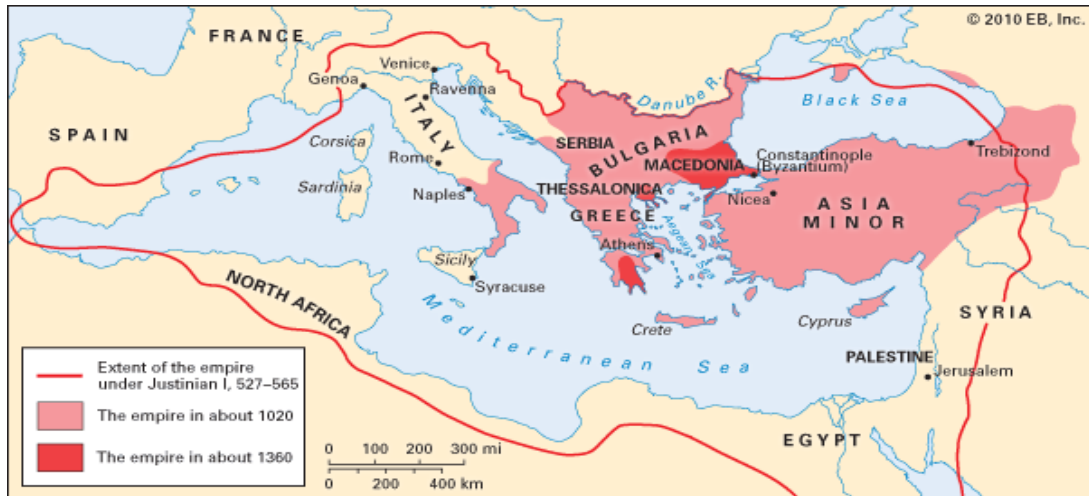 © 2010 EB, Inc.
FRANCE
Venice
Genoa
Ravenna
Danube R.
Black Sea
SPAIN
ITALY
Corsica
SERBIA
BULGARIA
Rome
MACEDONIA
Constantinople
(Byzantium)
Trebizond
Sardinia
Naples
THESSALONICA
Nicea
ASIA
MINOR
GREECE
Aegean Sea
Athens
Sicily
Syracuse
NORTH AFRICA
Mediterranean Sea
Crete
Cyprus
SYRIA
PALESTINE
Jerusalem
EGYPT
Extent of the empire
under Justinian I, 527–565
The empire in about 1020
The empire in about 1360
0 100 200 300 mi
0 200 400 km